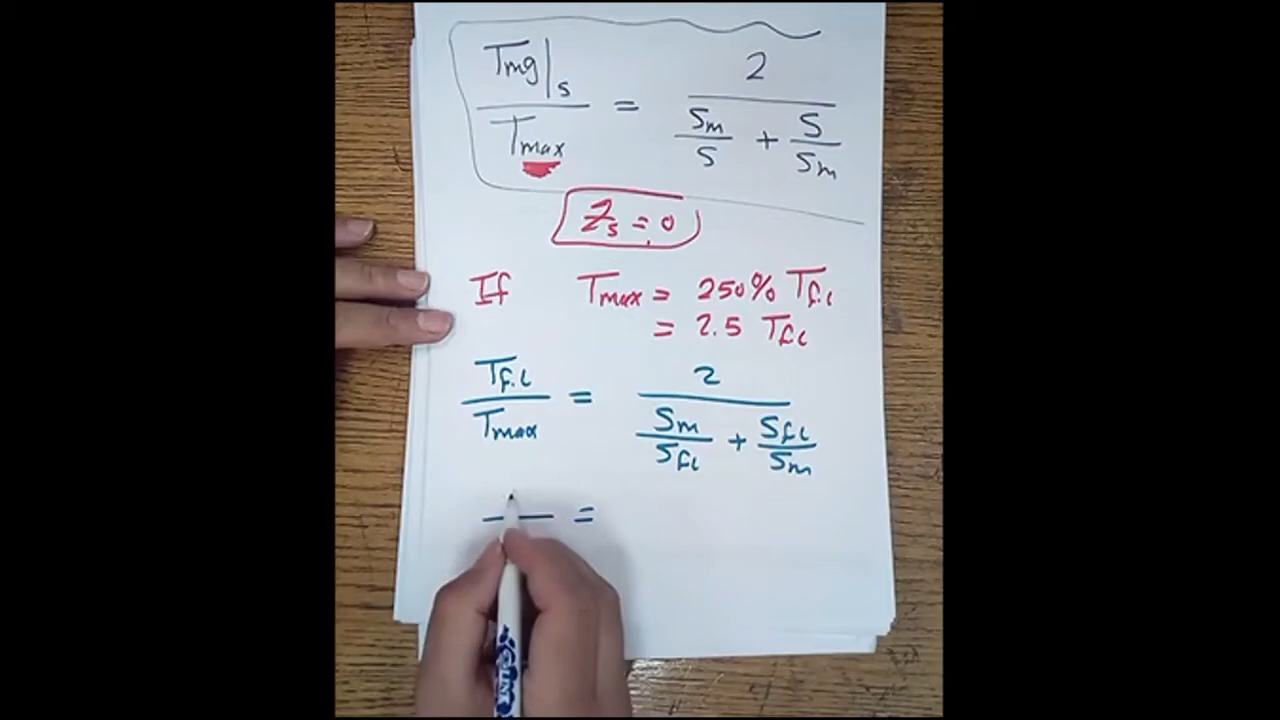 Tmg|s / Tmax = 2 / (Sm/S + S/Sm)
Zs = 0
If Tmax = 250% Tf.l
= 2.5 Tfl
Tf.l / Tmax = 2 / (Sm/Sfl + Sfl/Sm)
=